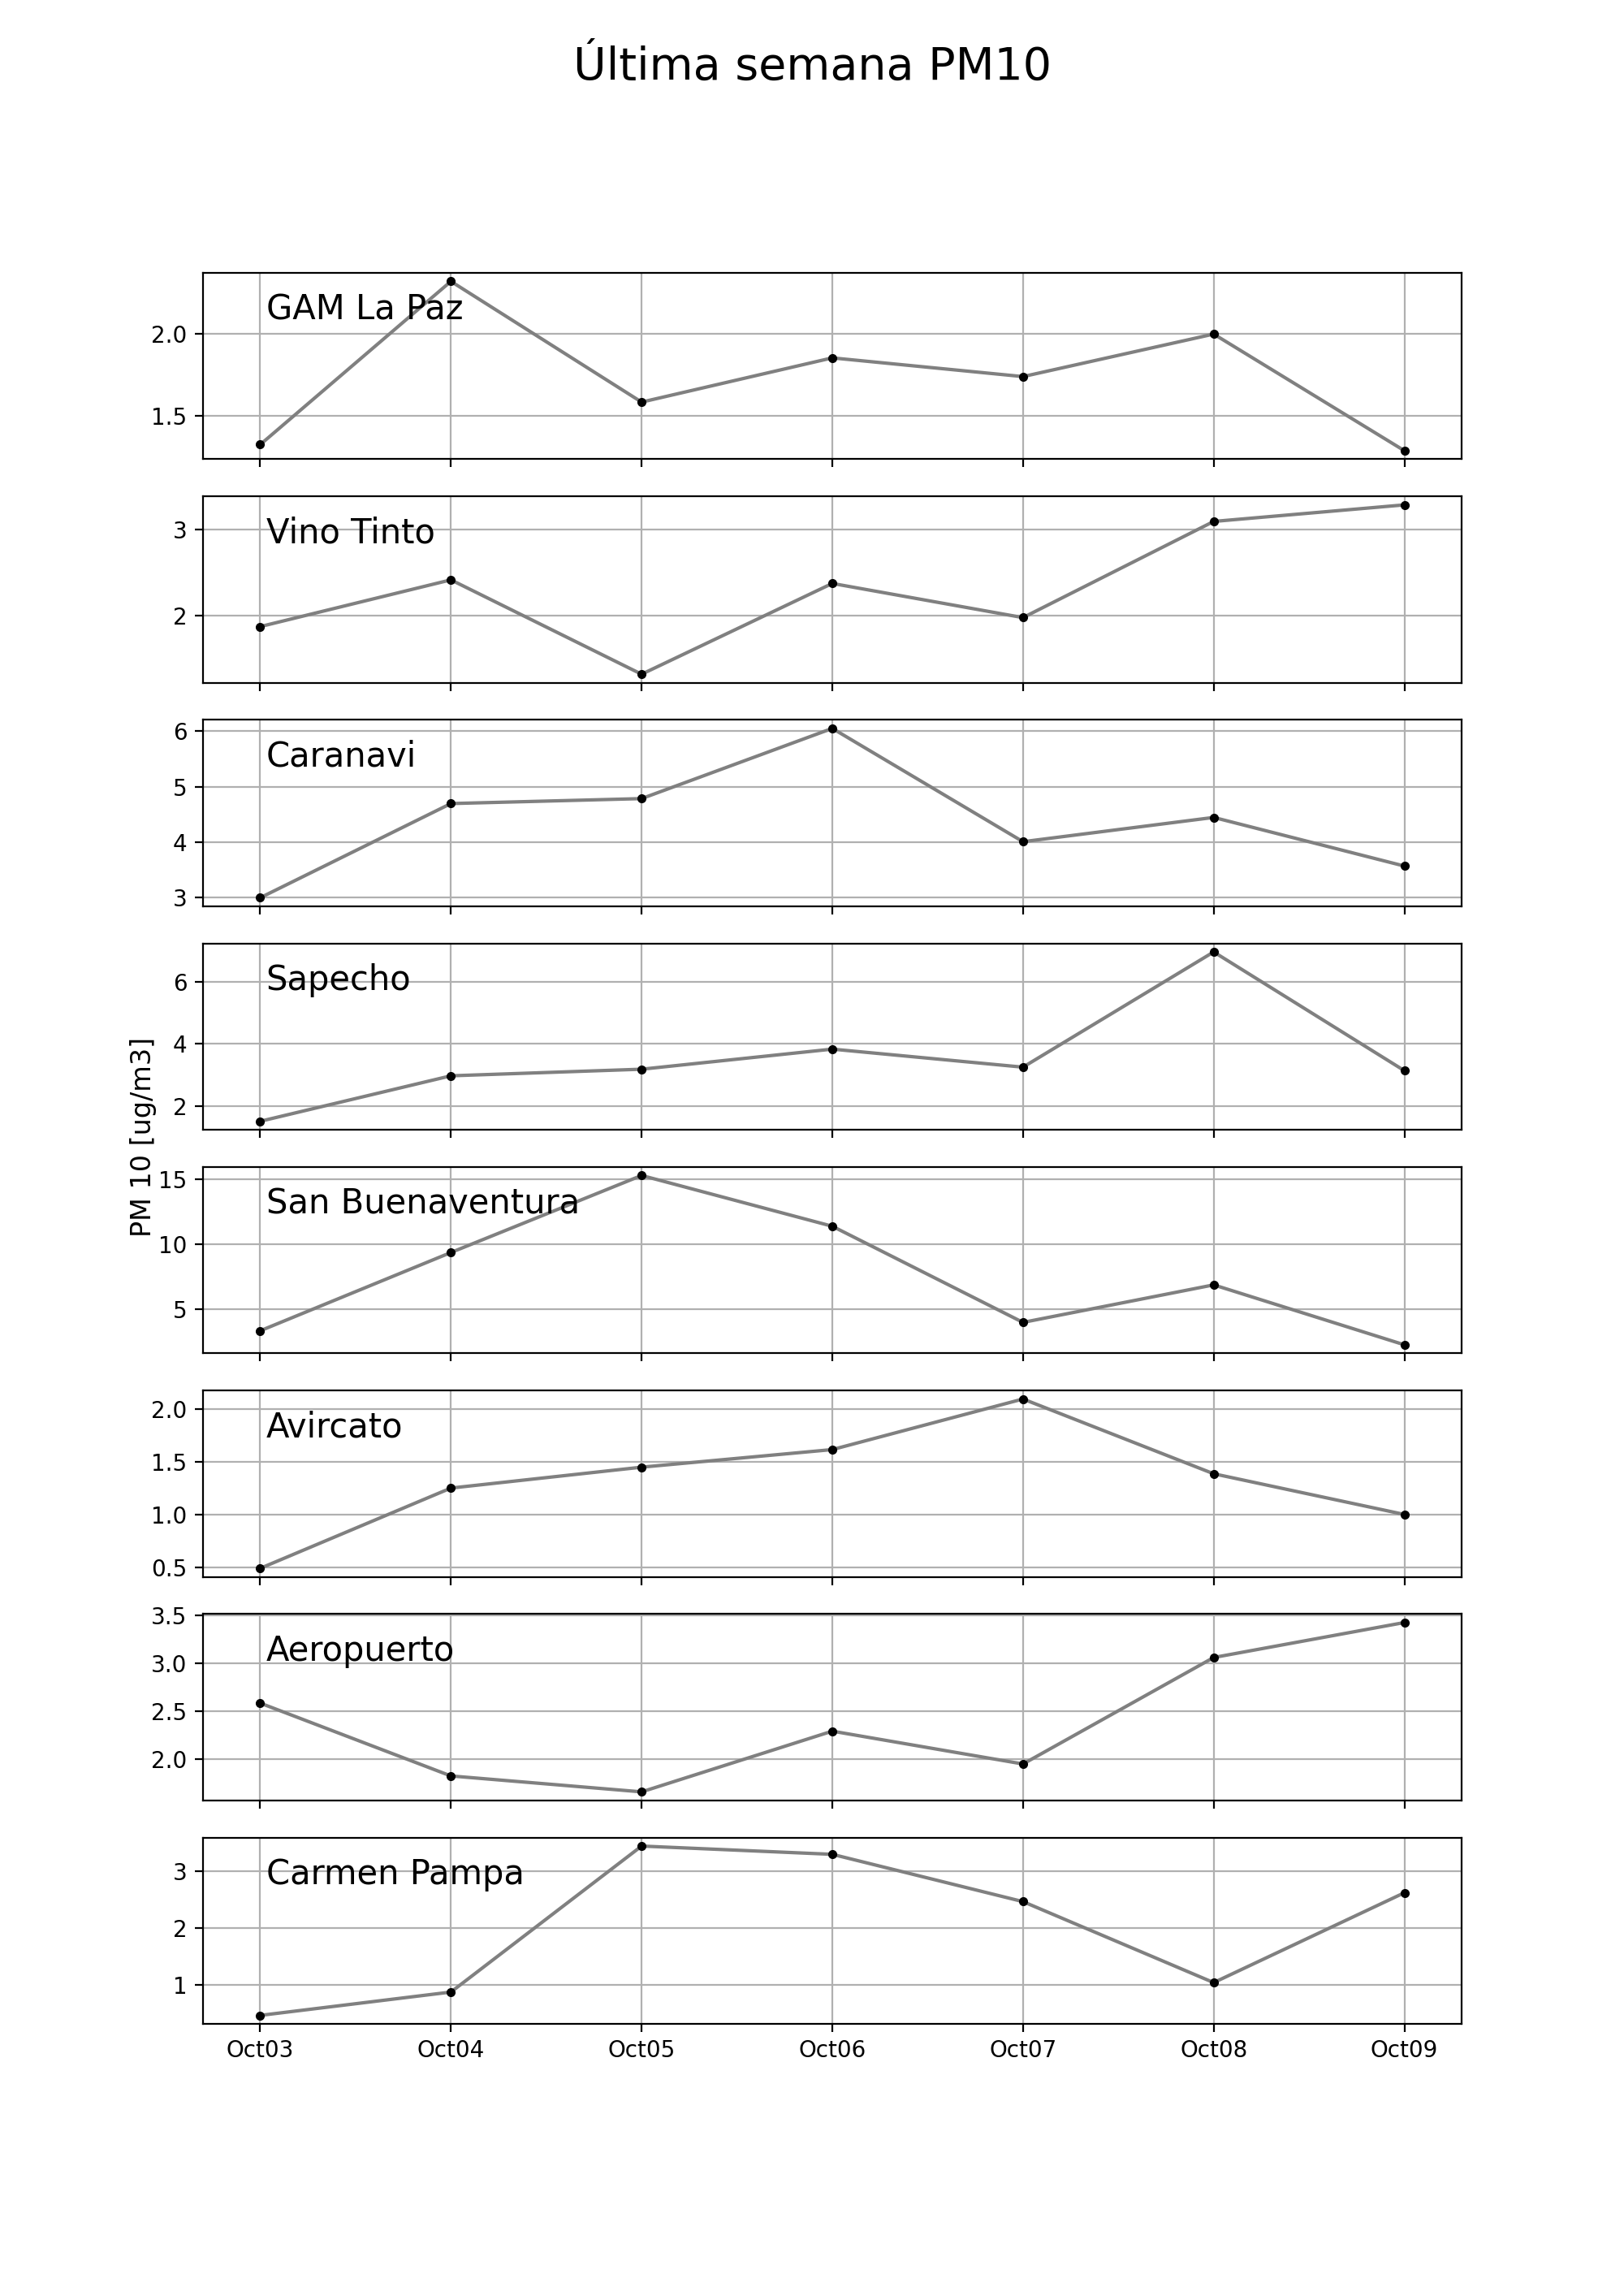 Última semana PM10
GAM La Paz
2.0
1.5
Vino Tinto
3
2
Caranavi
6
5
4
3
Sapecho
6
4
2
PM 10 [ug/m3]
San Buenaventura
15
10
5
Avircato
2.0
1.5
1.0
0.5
Aeropuerto
3.5
3.0
2.5
2.0
Carmen Pampa
3
2
1
Oct03 Oct04 Oct05 Oct06 Oct07 Oct08 Oct09